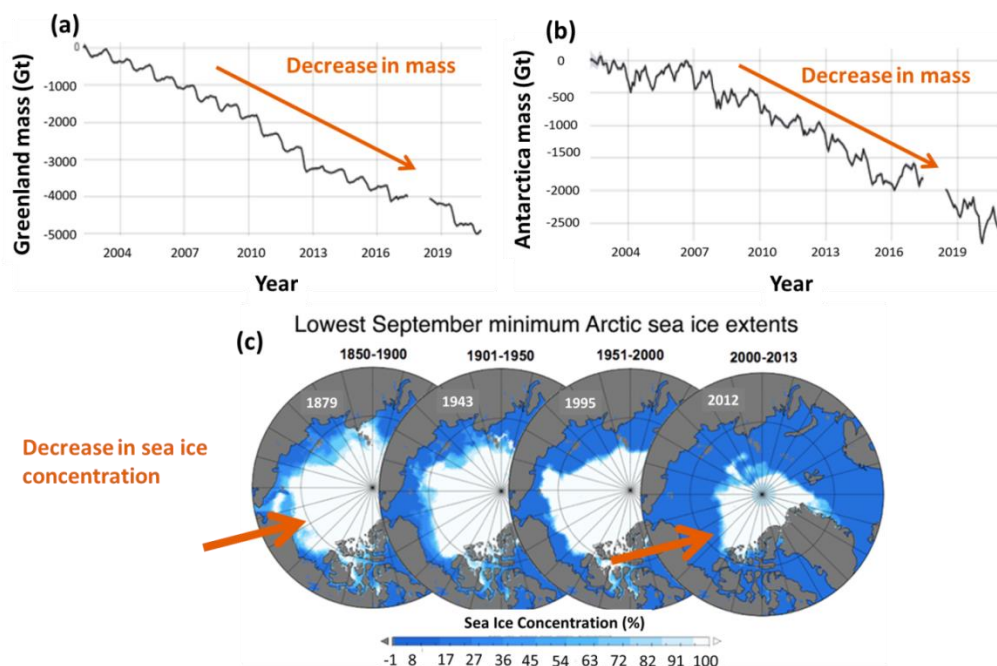 (a)
Decrease in mass
Greenland mass (Gt)
0
-1000
-2000
-3000
-4000
-5000
2004 2007 2010 2013 2016 2019
Year
(b)
Decrease in mass
Antarctica mass (Gt)
0
-500
-1000
-1500
-2000
-2500
2004 2007 2010 2013 2016 2019
Year
Lowest September minimum Arctic sea ice extents
(c)
1850-1900 1901-1950 1951-2000 2000-2013
1879 1943 1995 2012
Decrease in sea ice
concentration
Sea Ice Concentration (%)
-1 8 17 27 36 45 54 63 72 82 91 100